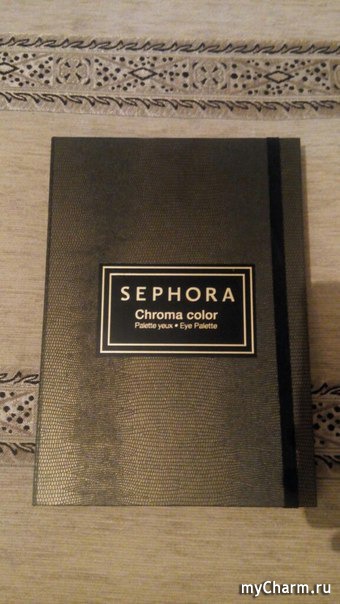 SEPHORA
Chroma color
Palette yeux • Eye Palette
myCharm.ru